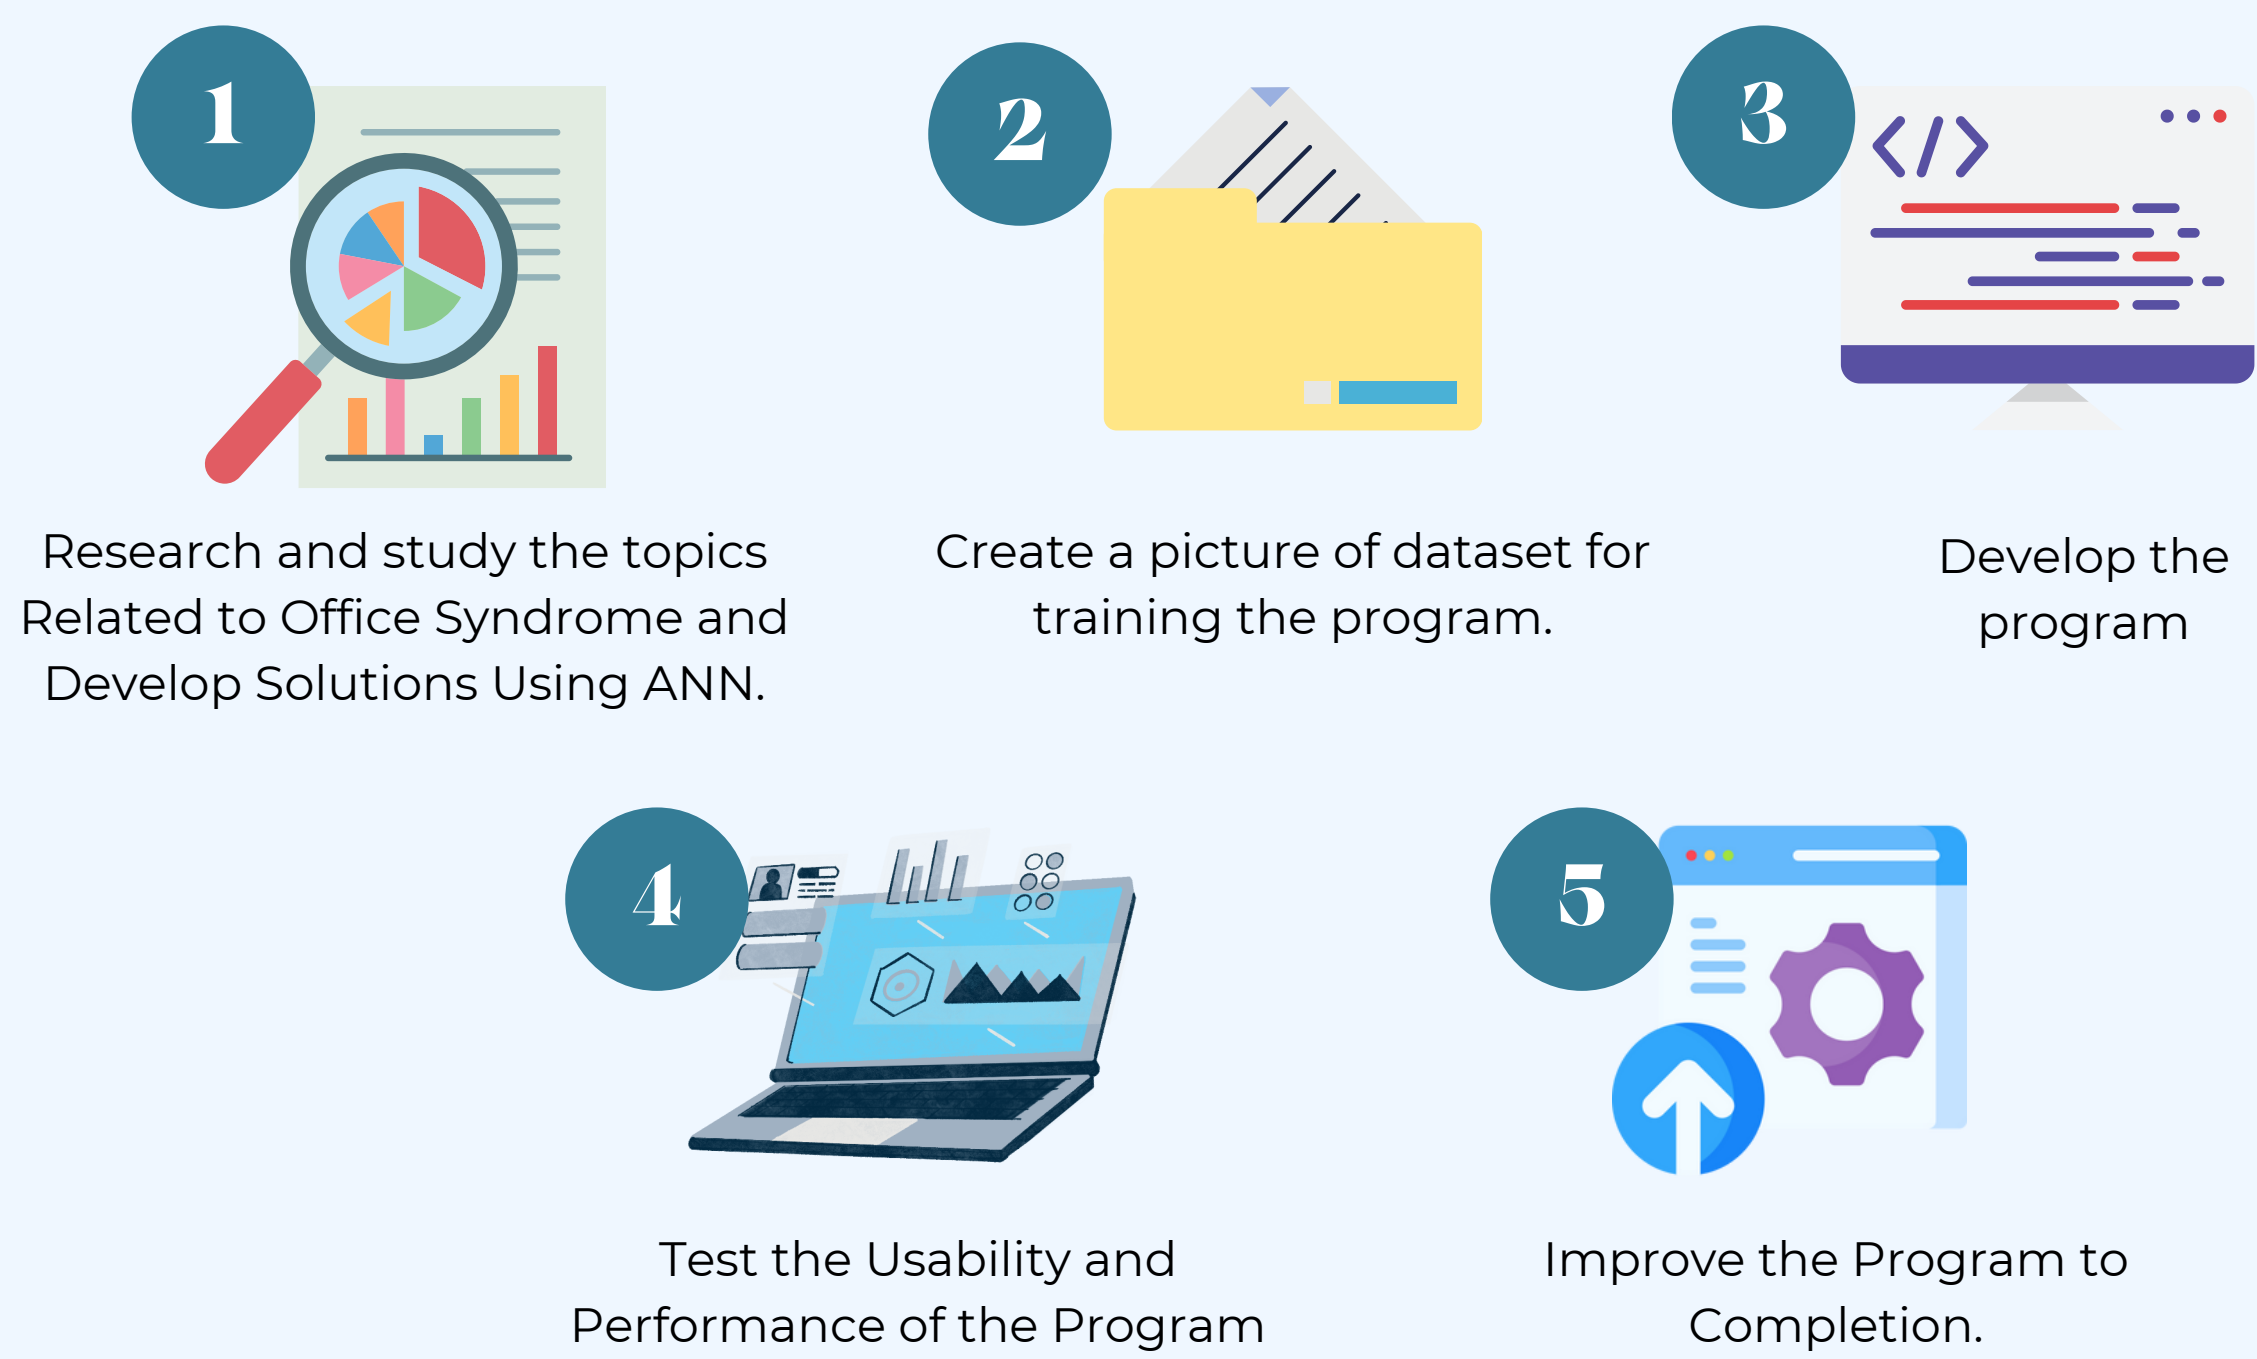 1
Research and study the topics
Related to Office Syndrome and
Develop Solutions Using ANN.
2
Create a picture of dataset for
training the program.
3
</>
Develop the
program
4
Test the Usability and
Performance of the Program
5
Improve the Program to
Completion.